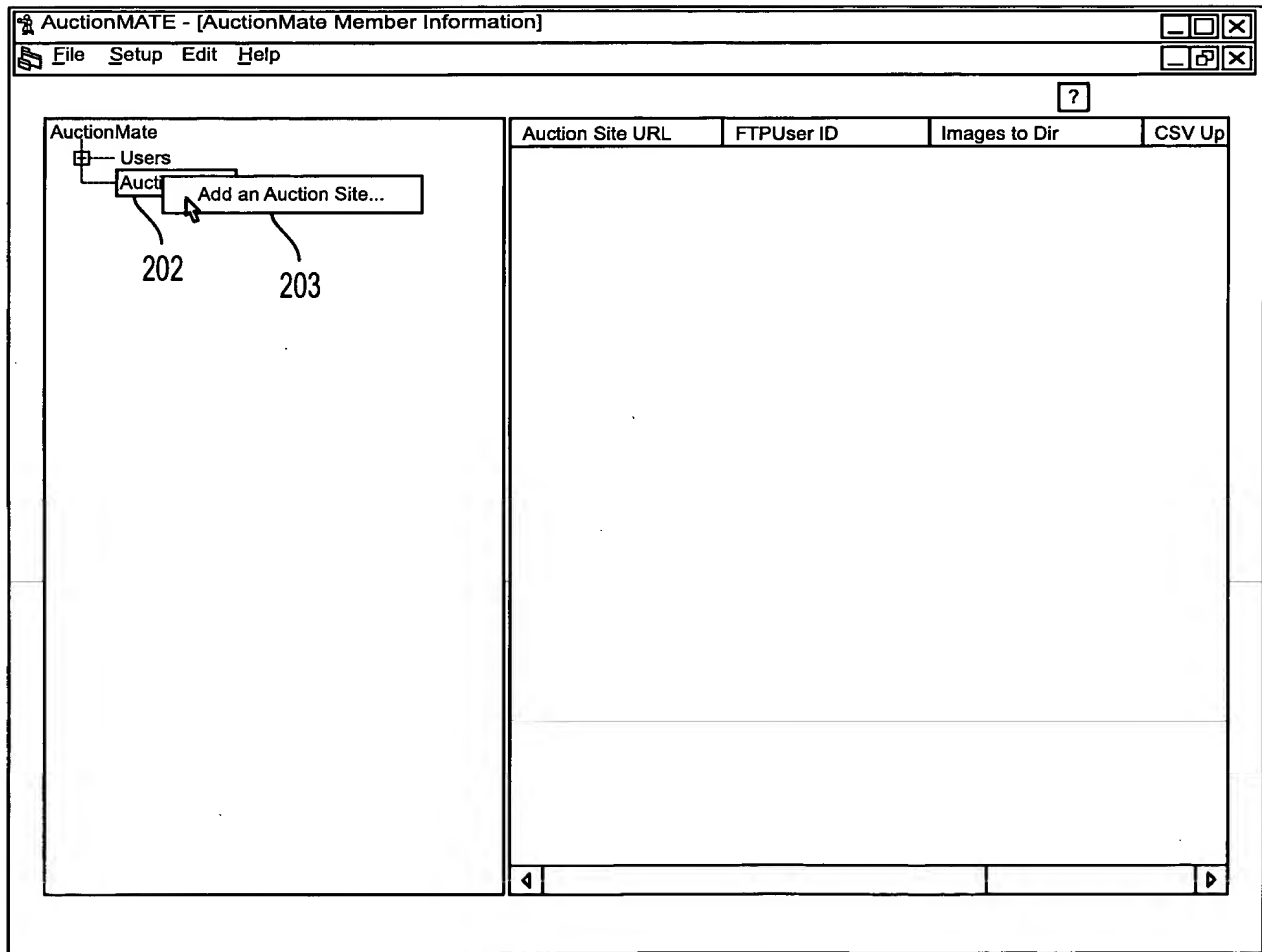 AuctionMATE - [AuctionMate Member Information]
File Setup Edit Help
?
AuctionMate
Users
Add an Auction Site...
202
203
Auction Site URL FTPUser ID Images to Dir CSV Up